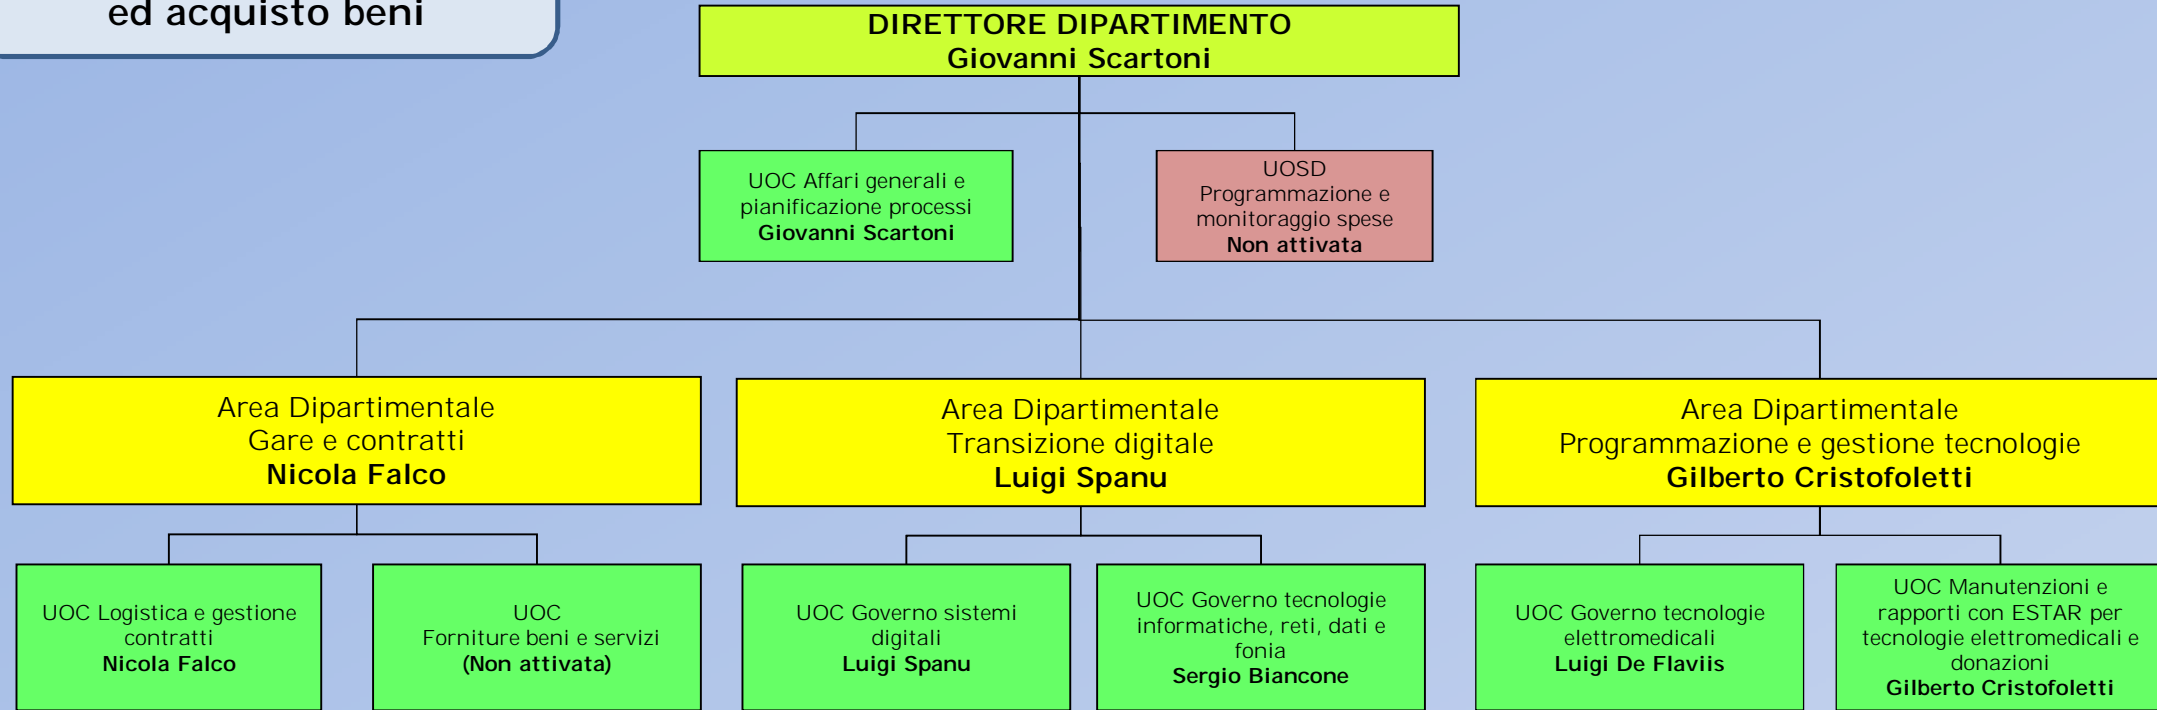 ed acquisto beni
DIRETTORE DIPARTIMENTO
Giovanni Scartoni
UOC Affari generali e
pianificazione processi
Giovanni Scartoni
UOSD
Programmazione e
monitoraggio spese
Non attivata
Area Dipartimentale
Gare e contratti
Nicola Falco
Area Dipartimentale
Transizione digitale
Luigi Spanu
Area Dipartimentale
Programmazione e gestione tecnologie
Gilberto Cristofoletti
UOC Logistica e gestione
contratti
Nicola Falco
UOC
Forniture beni e servizi
(Non attivata)
UOC Governo sistemi
digitali
Luigi Spanu
UOC Governo tecnologie
informatiche, reti, dati e
fonia
Sergio Biancone
UOC Governo tecnologie
elettromedicali
Luigi De Flaviis
UOC Manutenzioni e
rapporti con ESTAR per
tecnologie elettromedicali e
donazioni
Gilberto Cristofoletti